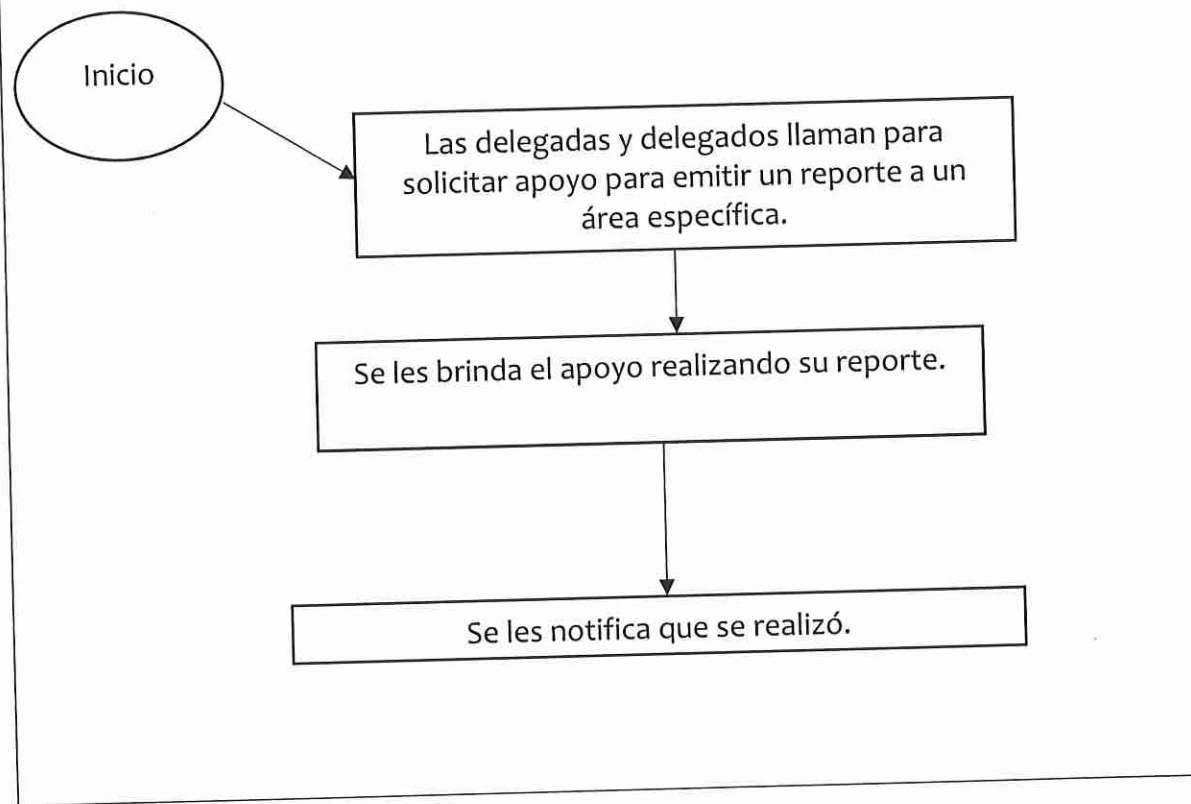 Inicio
Las delegadas y delegados llaman para
solicitar apoyo para emitir un reporte a un
área específica.
Se les brinda el apoyo realizando su reporte.
Se les notifica que se realizó.